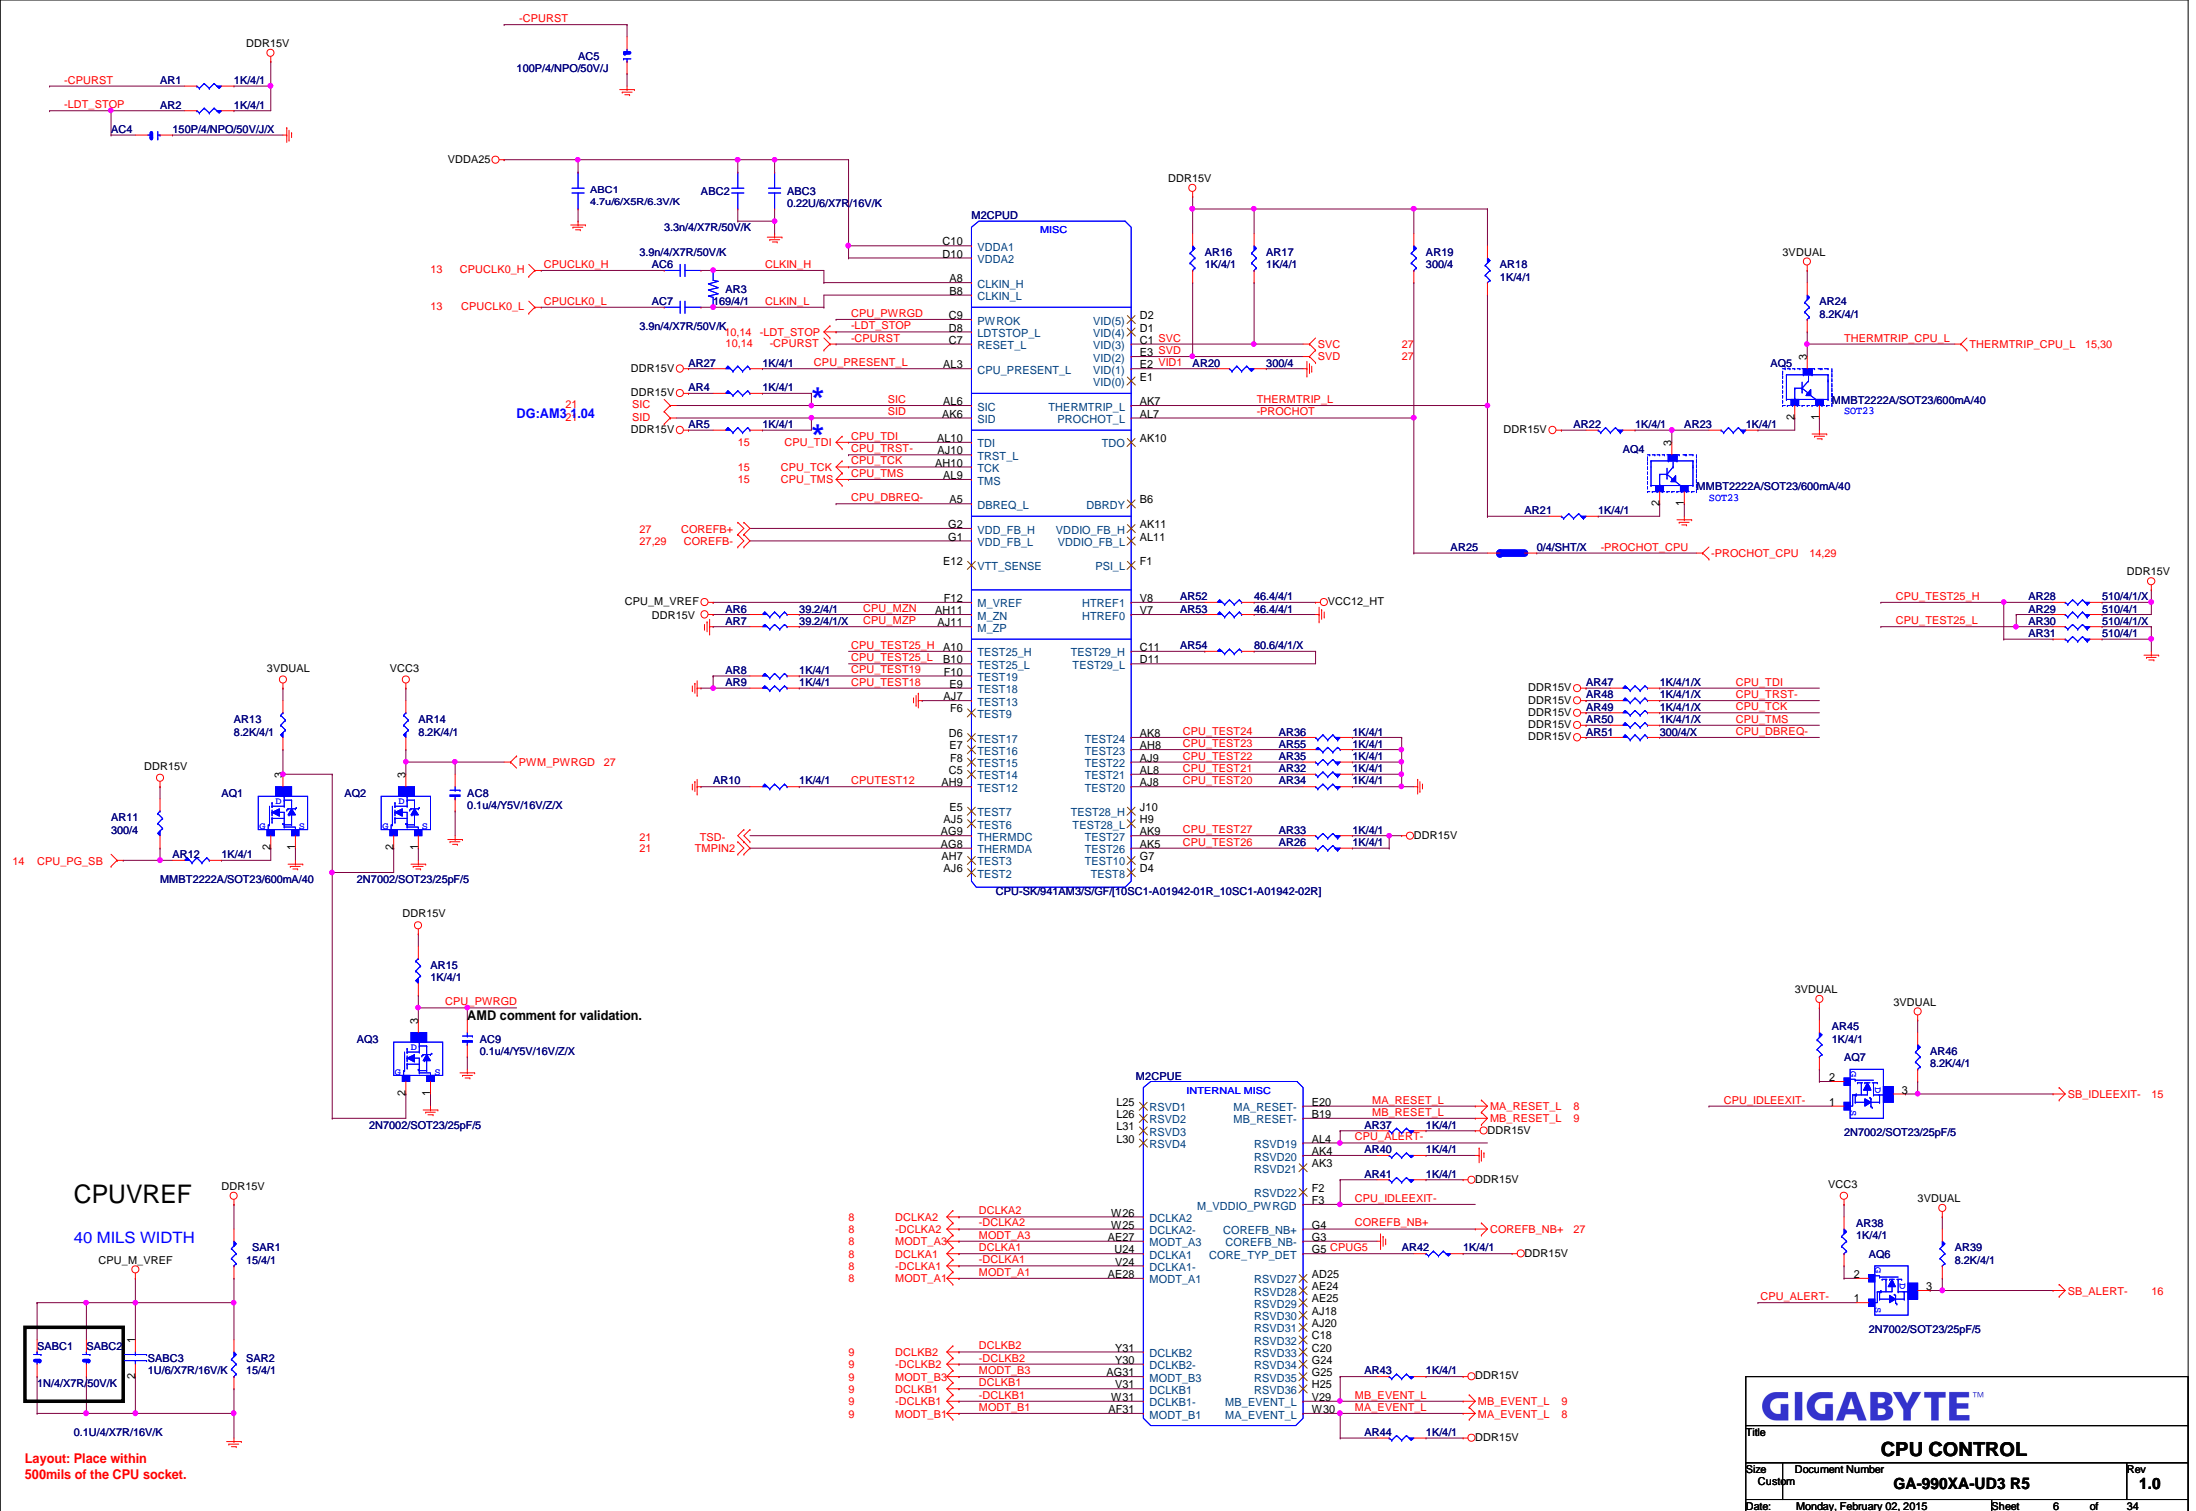 -CPURST
AC5
100P/4/NPO/50V/J
DDR15V
-CPURST AR1 1K/4/1
-LDT_STOP AR2 1K/4/1
AC4 150P/4/NPO/50V/J/X
VDDA25
ABC1
4.7u/6/X5R/6.3V/K
ABC2
3.3n/4/X7R/50V/K
ABC3
0.22U/6/X7R/16V/K
3.9n/4/X7R/50V/K
13 CPUCLK0_H CPUCLK0_H AC6 CLKIN_H
AR3
169/4/1
13 CPUCLK0_L CPUCLK0_L AC7 CLKIN_L
3.9n/4/X7R/50V/K
CPU_PWRGD
10,14 -LDT_STOP -LDT_STOP
10,14 -CPURST -CPURST
DDR15V AR27 1K/4/1 CPU_PRESENT_L
DDR15V AR4 1K/4/1 *
DG:AM3 1.04
21 SIC SIC
21 SID SID
DDR15V AR5 1K/4/1 *
15 CPU_TDI CPU_TDI
CPU_TRST-
15 CPU_TCK CPU_TCK
15 CPU_TMS CPU_TMS
CPU_DBREQ-
27 COREFB+
27,29 COREFB-
CPU_M_VREF
DDR15V AR6 39.2/4/1 CPU_MZN
AR7 39.2/4/1/X CPU_MZP
CPU_TEST25_H
CPU_TEST25_L
AR8 1K/4/1 CPU_TEST19
AR9 1K/4/1 CPU_TEST18
AR10 1K/4/1 CPUTEST12
21 TSD-
21 TMPIN2
M2CPUD
MISC
C10 VDDA1
D10 VDDA2
A8 CLKIN_H
B8 CLKIN_L
C9 PWROK
D8 LDTSTOP_L
C7 RESET_L
AL3 CPU_PRESENT_L
AL6 SIC
AK6 SID
AL10 TDI
AJ10 TRST_L
AH10 TCK
AL9 TMS
A5 DBREQ_L
G2 VDD_FB_H
G1 VDD_FB_L
E12 VTT_SENSE
F12 M_VREF
AH11 M_ZN
AJ11 M_ZP
A10 TEST25_H
B10 TEST25_L
F10 TEST19
E9 TEST18
AJ7 TEST13
F6 TEST9
D6 TEST17
E7 TEST16
F8 TEST15
C5 TEST14
AH9 TEST12
E5 TEST7
AJ5 TEST6
AG9 THERMDC
AG8 THERMDA
AH7 TEST3
AJ6 TEST2
VID(5) D2
VID(4) D1
VID(3) C1 SVC
VID(2) E3 SVD
VID(1) E2 VID1 AR20 300/4
VID(0) E1
THERMTRIP_L AK7 THERMTRIP_L
PROCHOT_L AL7 -PROCHOT
TDO AK10
DBRDY B6
VDDIO_FB_H AK11
VDDIO_FB_L AL11
PSI_L F1
HTREF1 V8 AR52 46.4/4/1 VCC12_HT
HTREF0 V7 AR53 46.4/4/1
TEST29_H C11 AR54 80.6/4/1/X
TEST29_L D11
TEST24 AK8 CPU_TEST24 AR36 1K/4/1
TEST23 AH8 CPU_TEST23 AR55 1K/4/1
TEST22 AJ9 CPU_TEST22 AR35 1K/4/1
TEST21 AL8 CPU_TEST21 AR32 1K/4/1
TEST20 AJ8 CPU_TEST20 AR34 1K/4/1
TEST28_H J10
TEST28_L H9
TEST27 AK9 CPU_TEST27 AR33 1K/4/1 DDR15V
TEST26 AK5 CPU_TEST26 AR26 1K/4/1
TEST10 G7
TEST8 D4
CPU-SK/941AM3/S/GF/[10SC1-A01942-01R_10SC1-A01942-02R]
DDR15V
AR16
1K/4/1
AR17
1K/4/1
AR19
300/4
AR18
1K/4/1
SVC 27
SVD 27
3VDUAL
AR24
8.2K/4/1
THERMTRIP_CPU_L THERMTRIP_CPU_L 15,30
AQ5
3
2
1
MMBT2222A/SOT23/600mA/40
SOT23
DDR15V AR22 1K/4/1 AR23 1K/4/1
AQ4
3
2
1
MMBT2222A/SOT23/600mA/40
SOT23
AR21 1K/4/1
AR25 0/4/SHT/X -PROCHOT_CPU -PROCHOT_CPU 14,29
DDR15V
CPU_TEST25_H AR28 510/4/1/X
AR29 510/4/1
CPU_TEST25_L AR30 510/4/1/X
AR31 510/4/1
DDR15V AR47 1K/4/1/X CPU_TDI
DDR15V AR48 1K/4/1/X CPU_TRST-
DDR15V AR49 1K/4/1/X CPU_TCK
DDR15V AR50 1K/4/1/X CPU_TMS
DDR15V AR51 300/4/X CPU_DBREQ-
3VDUAL
AR13
8.2K/4/1
VCC3
AR14
8.2K/4/1
PWM_PWRGD 27
DDR15V
AR11
300/4
AQ1
3
D
G S
2
1
AQ2
3
D
G S
2
1
AC8
0.1u/4/Y5V/16V/Z/X
14 CPU_PG_SB AR12 1K/4/1
MMBT2222A/SOT23/600mA/40
2N7002/SOT23/25pF/5
DDR15V
AR15
1K/4/1
CPU_PWRGD
AMD comment for validation.
AQ3
3
D
G S
2
1
AC9
0.1u/4/Y5V/16V/Z/X
2N7002/SOT23/25pF/5
CPUVREF
40 MILS WIDTH
CPU_M_VREF
DDR15V
SAR1
15/4/1
SABC1
SABC2
1
SABC3
1U/6/X7R/16V/K
2
SAR2
15/4/1
1N/4/X7R/50V/K
0.1U/4/X7R/16V/K
Layout: Place within
500mils of the CPU socket.
M2CPUE
INTERNAL MISC
L25 RSVD1
L26 RSVD2
L31 RSVD3
L30 RSVD4
8 DCLKA2 DCLKA2 W26 DCLKA2
8 -DCLKA2 -DCLKA2 W25 DCLKA2-
8 MODT_A3 MODT_A3 AE27 MODT_A3
8 DCLKA1 DCLKA1 U24 DCLKA1
8 -DCLKA1 -DCLKA1 V24 DCLKA1-
8 MODT_A1 MODT_A1 AE28 MODT_A1
9 DCLKB2 DCLKB2 Y31 DCLKB2
9 -DCLKB2 -DCLKB2 Y30 DCLKB2-
9 MODT_B3 MODT_B3 AG31 MODT_B3
9 DCLKB1 DCLKB1 V31 DCLKB1
9 -DCLKB1 -DCLKB1 W31 DCLKB1-
9 MODT_B1 MODT_B1 AF31 MODT_B1
MA_RESET- E20 MA_RESET_L MA_RESET_L 8
MB_RESET- B19 MB_RESET_L MB_RESET_L 9
AR37 1K/4/1 DDR15V
RSVD19 AL4 CPU_ALERT-
RSVD20 AK4 AR40 1K/4/1
RSVD21 AK3
AR41 1K/4/1 DDR15V
RSVD22 F2
M_VDDIO_PWRGD F3 CPU_IDLEEXIT-
COREFB_NB+ G4 COREFB_NB+ COREFB_NB+ 27
COREFB_NB- G3
CORE_TYP_DET G5 CPUG5 AR42 1K/4/1 DDR15V
RSVD27 AD25
RSVD28 AE24
RSVD29 AE25
RSVD30 AJ18
RSVD31 AJ20
RSVD32 C18
RSVD33 C20
RSVD34 G24
RSVD35 G25
RSVD36 H25
AR43 1K/4/1 DDR15V
MB_EVENT_L V29 MB_EVENT_L MB_EVENT_L 9
MA_EVENT_L W30 MA_EVENT_L MA_EVENT_L 8
AR44 1K/4/1 DDR15V
3VDUAL
AR45
1K/4/1
3VDUAL
AR46
8.2K/4/1
AQ7
2 G D 3
SB_IDLEEXIT- 15
CPU_IDLEEXIT- 1 S
2N7002/SOT23/25pF/5
VCC3
AR38
1K/4/1
3VDUAL
AR39
8.2K/4/1
AQ6
2 G D 3
SB_ALERT- 16
CPU_ALERT- 1 S
2N7002/SOT23/25pF/5
GIGABYTE™
Title
CPU CONTROL
Size Document Number Rev
Custom GA-990XA-UD3 R5 1.0
Date: Monday, February 02, 2015 Sheet 6 of 34